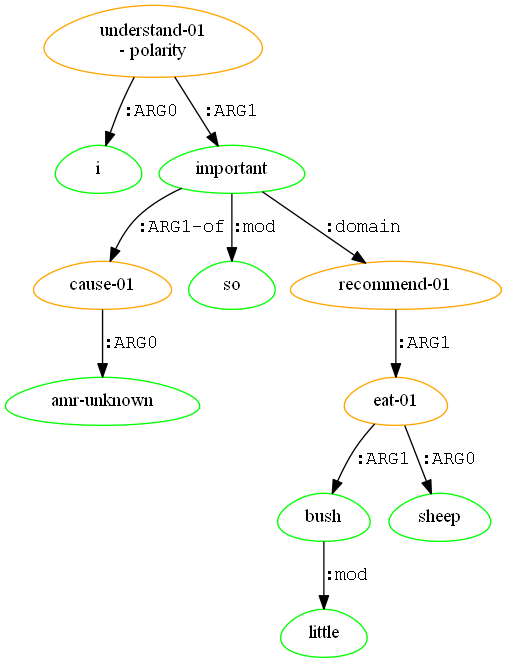 understand-01
- polarity
:ARG0
:ARG1
i
important
:ARG1-of
:mod
:domain
cause-01
so
recommend-01
:ARG0
:ARG1
amr-unknown
eat-01
:ARG1
:ARG0
bush
sheep
:mod
little